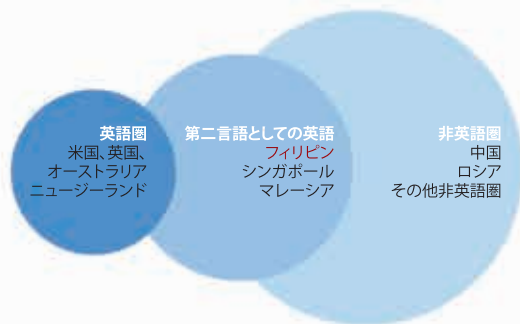 英語圏
米国、英国、
オーストラリア
ニュージーランド
第二言語としての英語
フィリピン
シンガポール
マレーシア
非英語圏
中国
ロシア
その他非英語圏